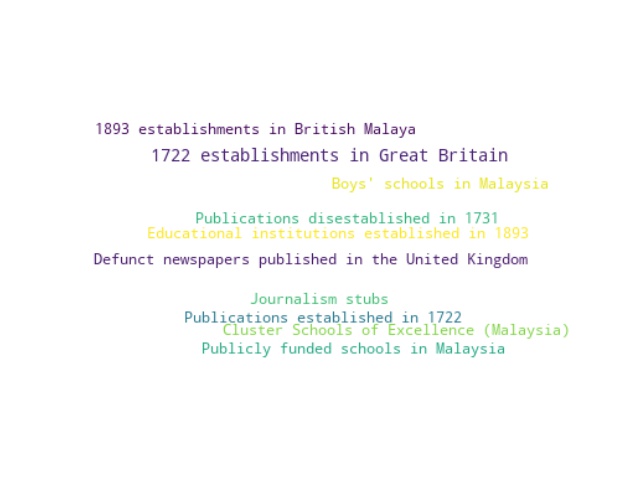 1893 establishments in British Malaya
1722 establishments in Great Britain
Boys' schools in Malaysia
Publications disestablished in 1731
Educational institutions established in 1893
Defunct newspapers published in the United Kingdom
Journalism stubs
Publications established in 1722
Cluster Schools of Excellence (Malaysia)
Publicly funded schools in Malaysia